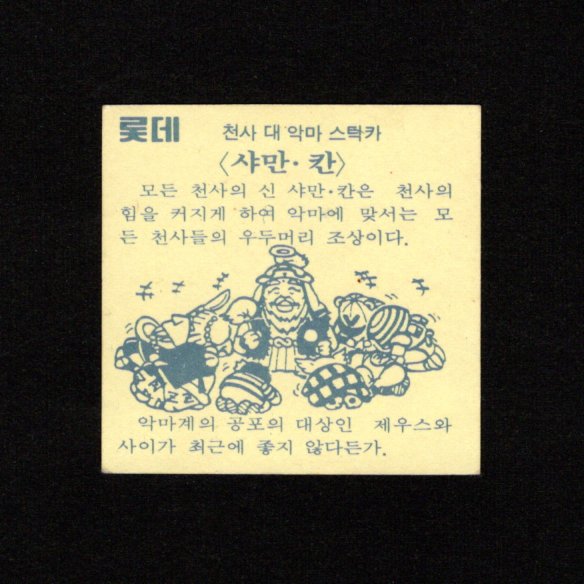 롯데
천사 대 악마 스틱카
〈샤만·칸〉
모든 천사의 신 샤만·칸은 천사의
힘을 커지게 하여 악마에 맞서는 모
든 천사들의 우두머리 조상이다.
악마계의 공포의 대상인 제우스와
사이가 최근에 좋지 않다든가.